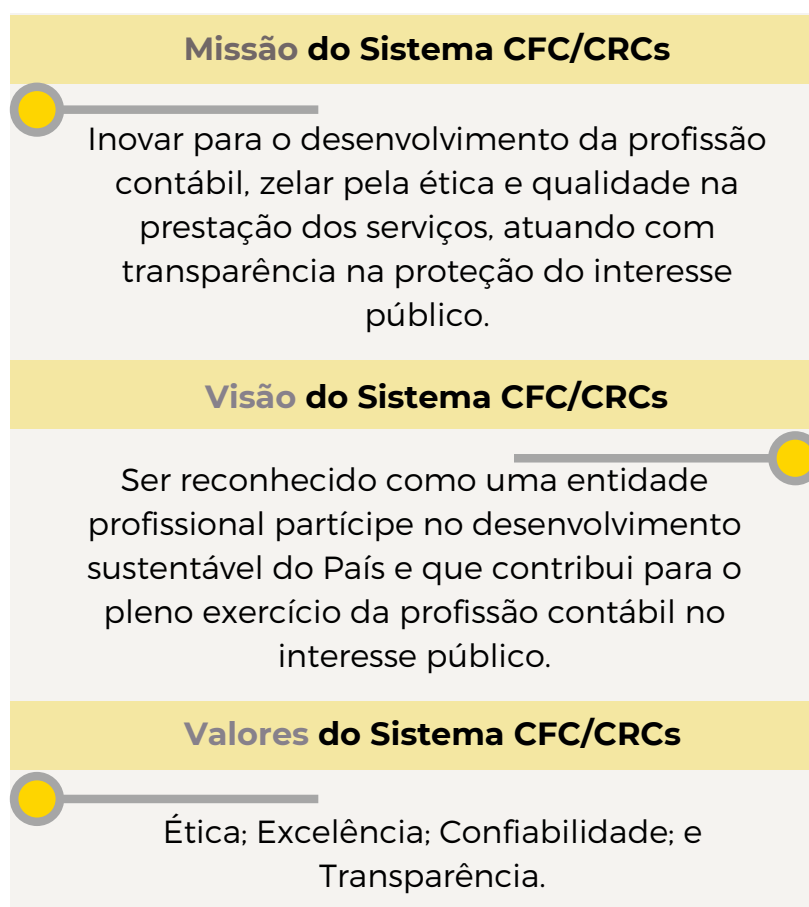 Missão do Sistema CFC/CRCs
Inovar para o desenvolvimento da profissão
contábil, zelar pela ética e qualidade na
prestação dos serviços, atuando com
transparência na proteção do interesse
público.
Visão do Sistema CFC/CRCs
Ser reconhecido como uma entidade
profissional partícipe no desenvolvimento
sustentável do País e que contribui para o
pleno exercício da profissão contábil no
interesse público.
Valores do Sistema CFC/CRCs
Ética; Excelência; Confiabilidade; e
Transparência.